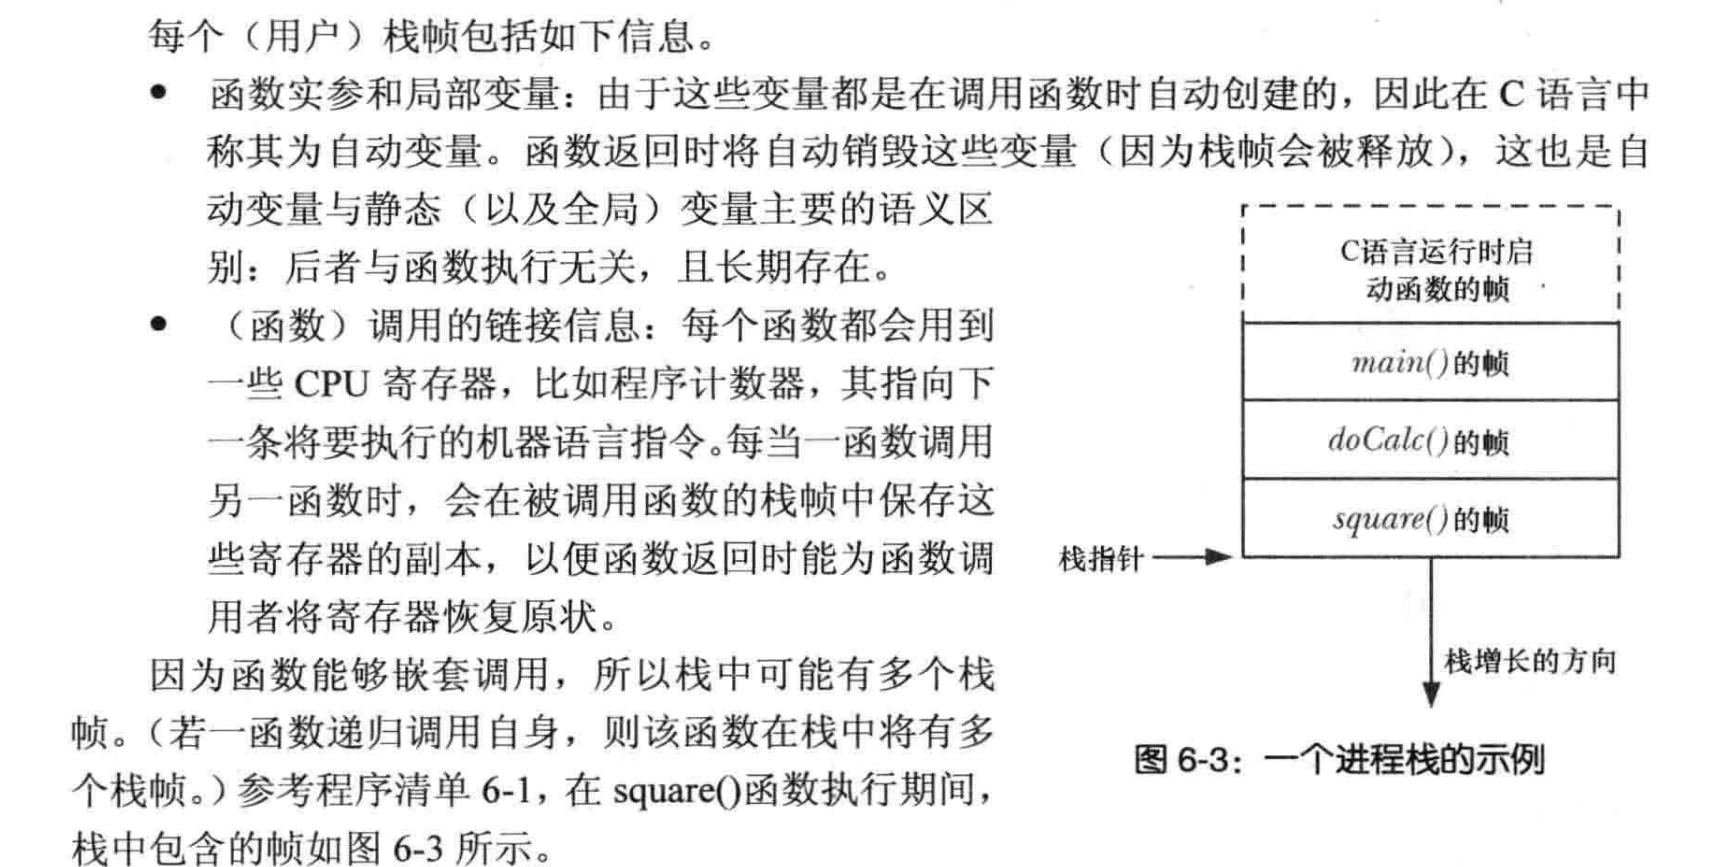 每个（用户）栈帧包括如下信息。
● 函数实参和局部变量：由于这些变量都是在调用函数时自动创建的，因此在 C 语言中
称其为自动变量。函数返回时将自动销毁这些变量（因为栈帧会被释放），这也是自
动变量与静态（以及全局）变量主要的语义区
别：后者与函数执行无关，且长期存在。
● （函数）调用的链接信息：每个函数都会用到
一些 CPU 寄存器，比如程序计数器，其指向下
一条将要执行的机器语言指令。每当一函数调用
另一函数时，会在被调用函数的栈帧中保存这
些寄存器的副本，以便函数返回时能为函数调
用者将寄存器恢复原状。
因为函数能够嵌套调用，所以栈中可能有多个栈
帧。（若一函数递归调用自身，则该函数在栈中将有多
个栈帧。）参考程序清单 6-1，在 square()函数执行期间，
栈中包含的帧如图 6-3 所示。
C语言运行时启
动函数的帧
main()的帧
doCalc()的帧
square()的帧
栈指针
栈增长的方向
图 6-3：一个进程栈的示例